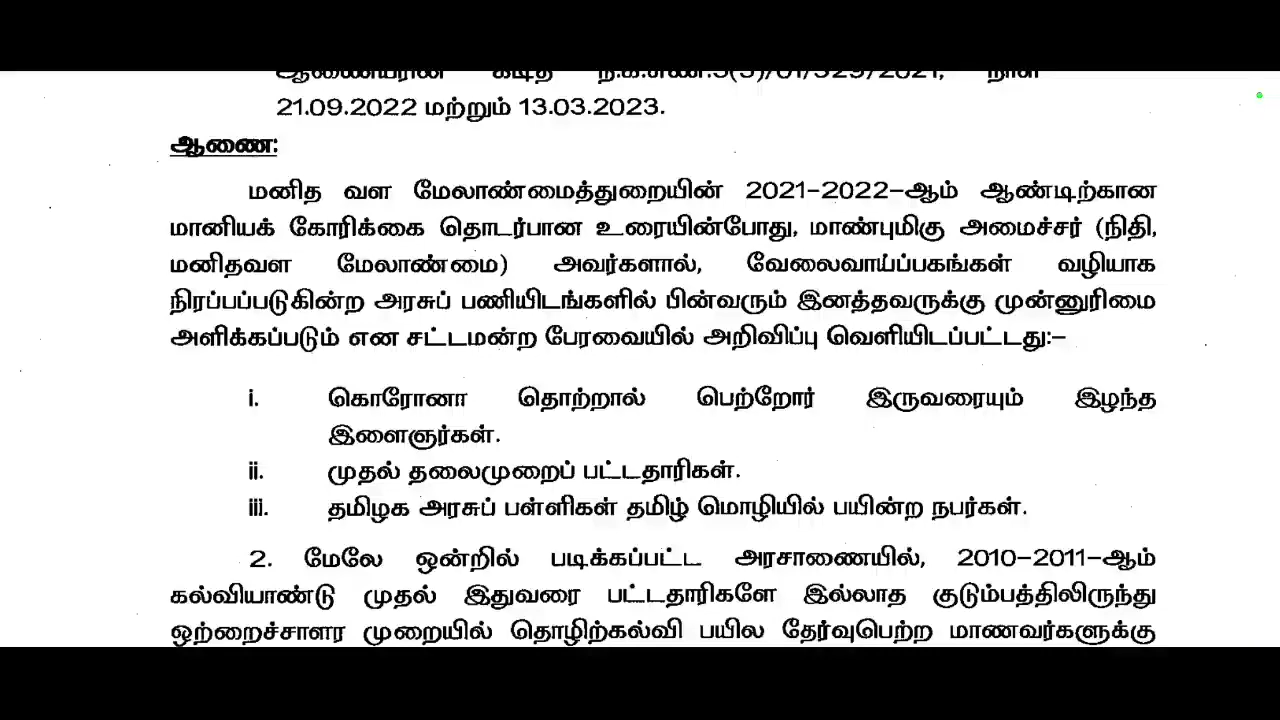 21.09.2022 மற்றும் 13.03.2023.
ஆணை:
மனித வள மேலாண்மைத்துறையின் 2021-2022-ஆம் ஆண்டிற்கான
மானியக் கோரிக்கை தொடர்பான உரையின்போது, மாண்புமிகு அமைச்சர் (நிதி,
மனிதவள மேலாண்மை) அவர்களால், வேலைவாய்ப்பகங்கள் வழியாக
நிரப்பப்படுகின்ற அரசுப் பணியிடங்களில் பின்வரும் இனத்தவருக்கு முன்னுரிமை
அளிக்கப்படும் என சட்டமன்ற பேரவையில் அறிவிப்பு வெளியிடப்பட்டது:-
i. கொரோனா தொற்றால் பெற்றோர் இருவரையும் இழந்த
இளைஞர்கள்.
ii. முதல் தலைமுறைப் பட்டதாரிகள்.
iii. தமிழக அரசுப் பள்ளிகள் தமிழ் மொழியில் பயின்ற நபர்கள்.
2. மேலே ஒன்றில் படிக்கப்பட்ட அரசாணையில், 2010-2011-ஆம்
கல்வியாண்டு முதல் இதுவரை பட்டதாரிகளே இல்லாத குடும்பத்திலிருந்து
ஒற்றைச்சாளர முறையில் தொழிற்கல்வி பயில தேர்வுபெற்ற மாணவர்களுக்கு